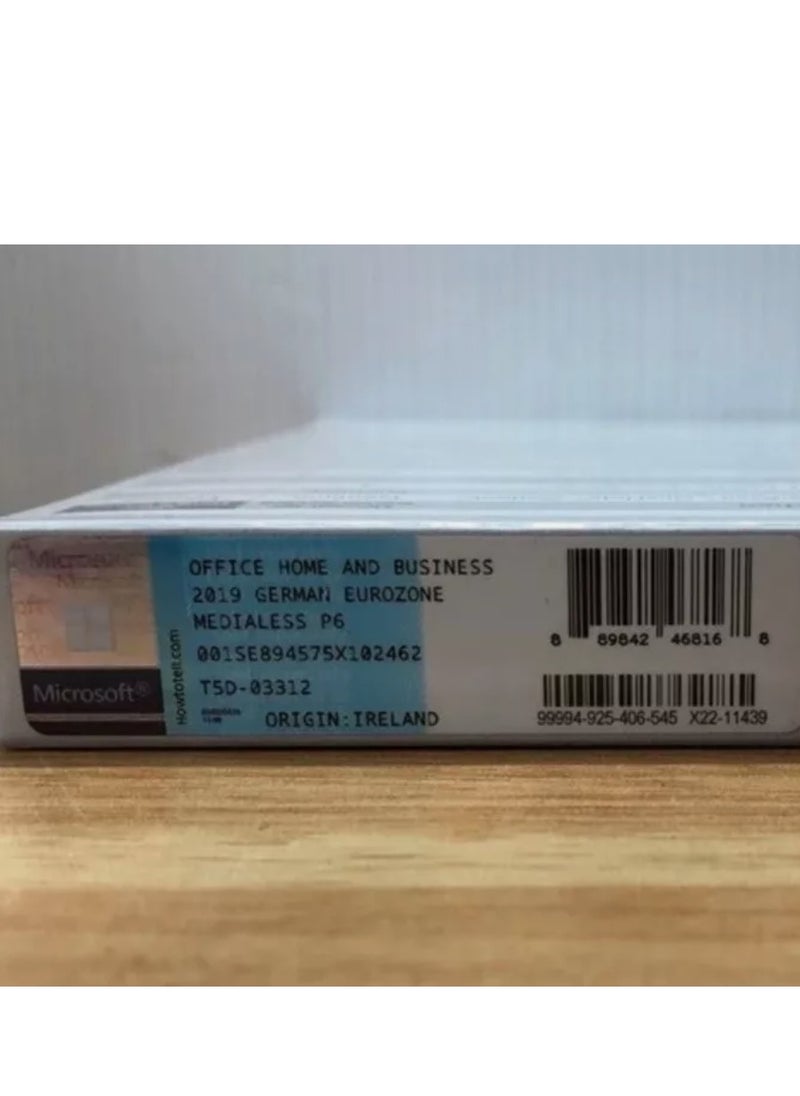 Microsoft
Microsoft®
Howtotell.com
OFFICE HOME AND BUSINESS
2019 GERMAN EUROZONE
MEDIALESS P6
001SE894575X102462
T5D-03312
ORIGIN:IRELAND
8 89842 46816 8
99994-925-406-545 X22-11439